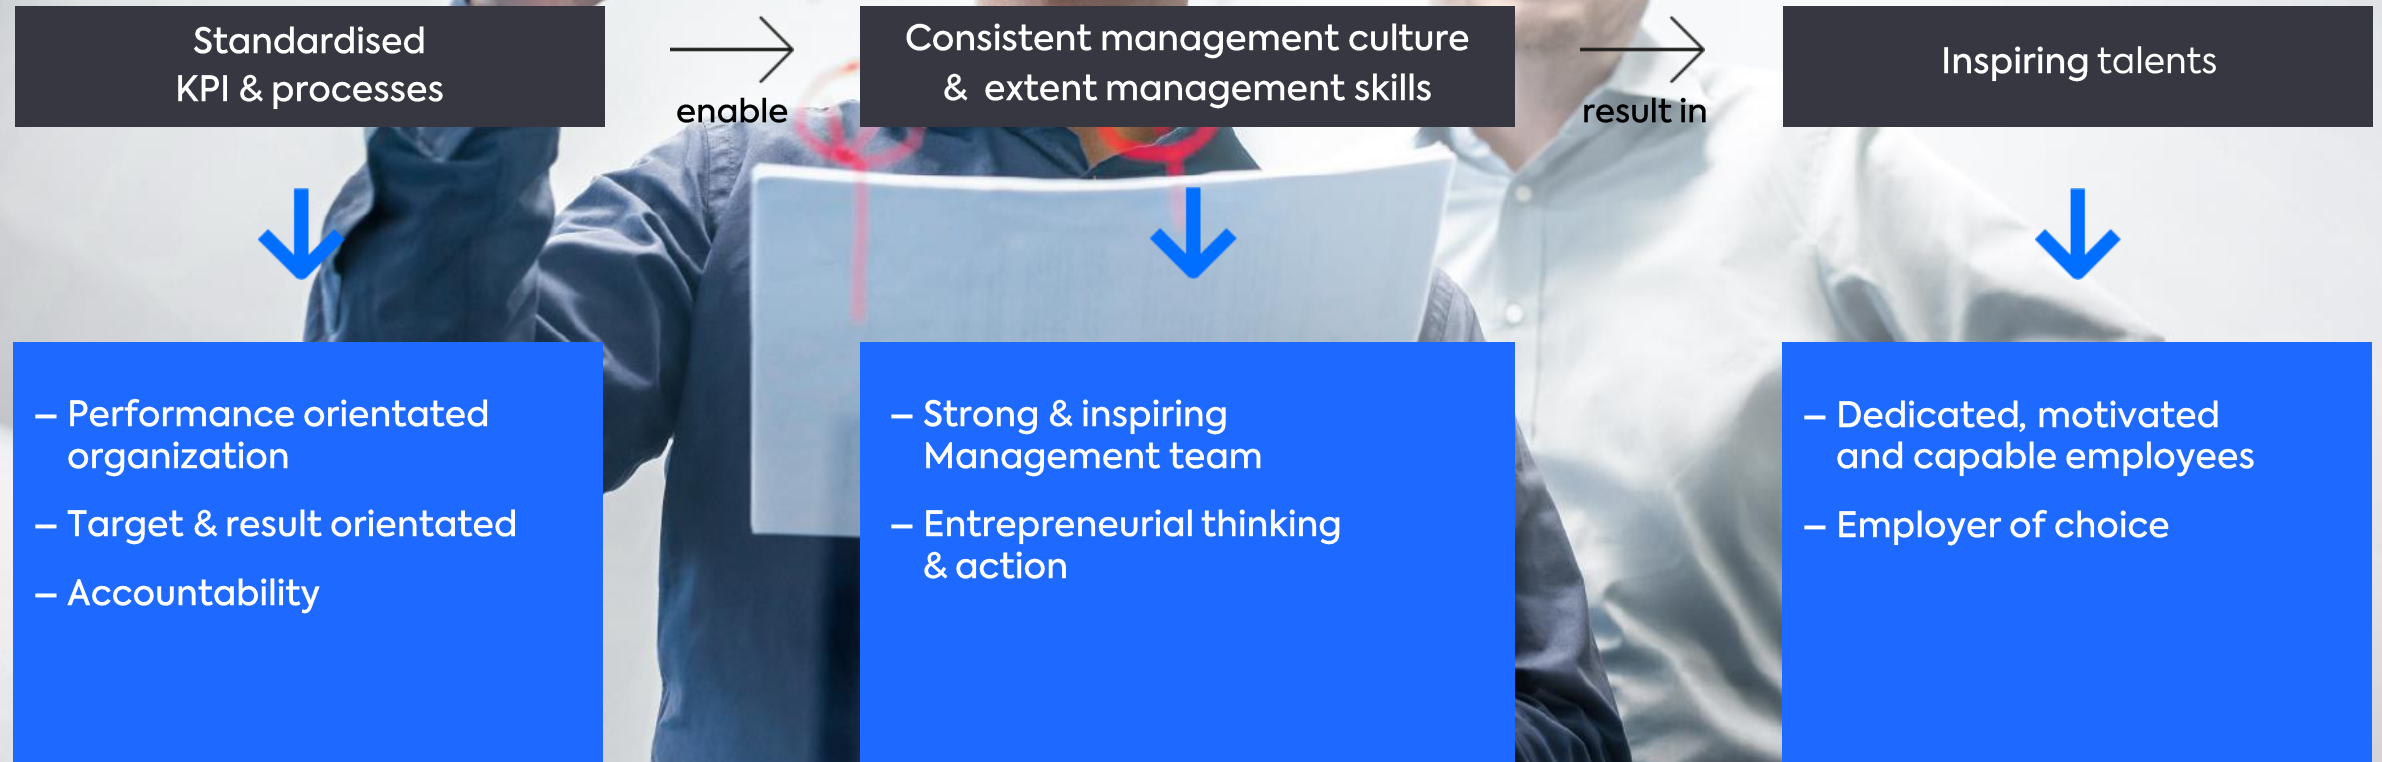 Standardised
KPI & processes
enable
Consistent management culture
& extent management skills
result in
Inspiring talents
– Performance orientated
organization
– Target & result orientated
– Accountability
– Strong & inspiring
Management team
– Entrepreneurial thinking
& action
– Dedicated, motivated
and capable employees
– Employer of choice